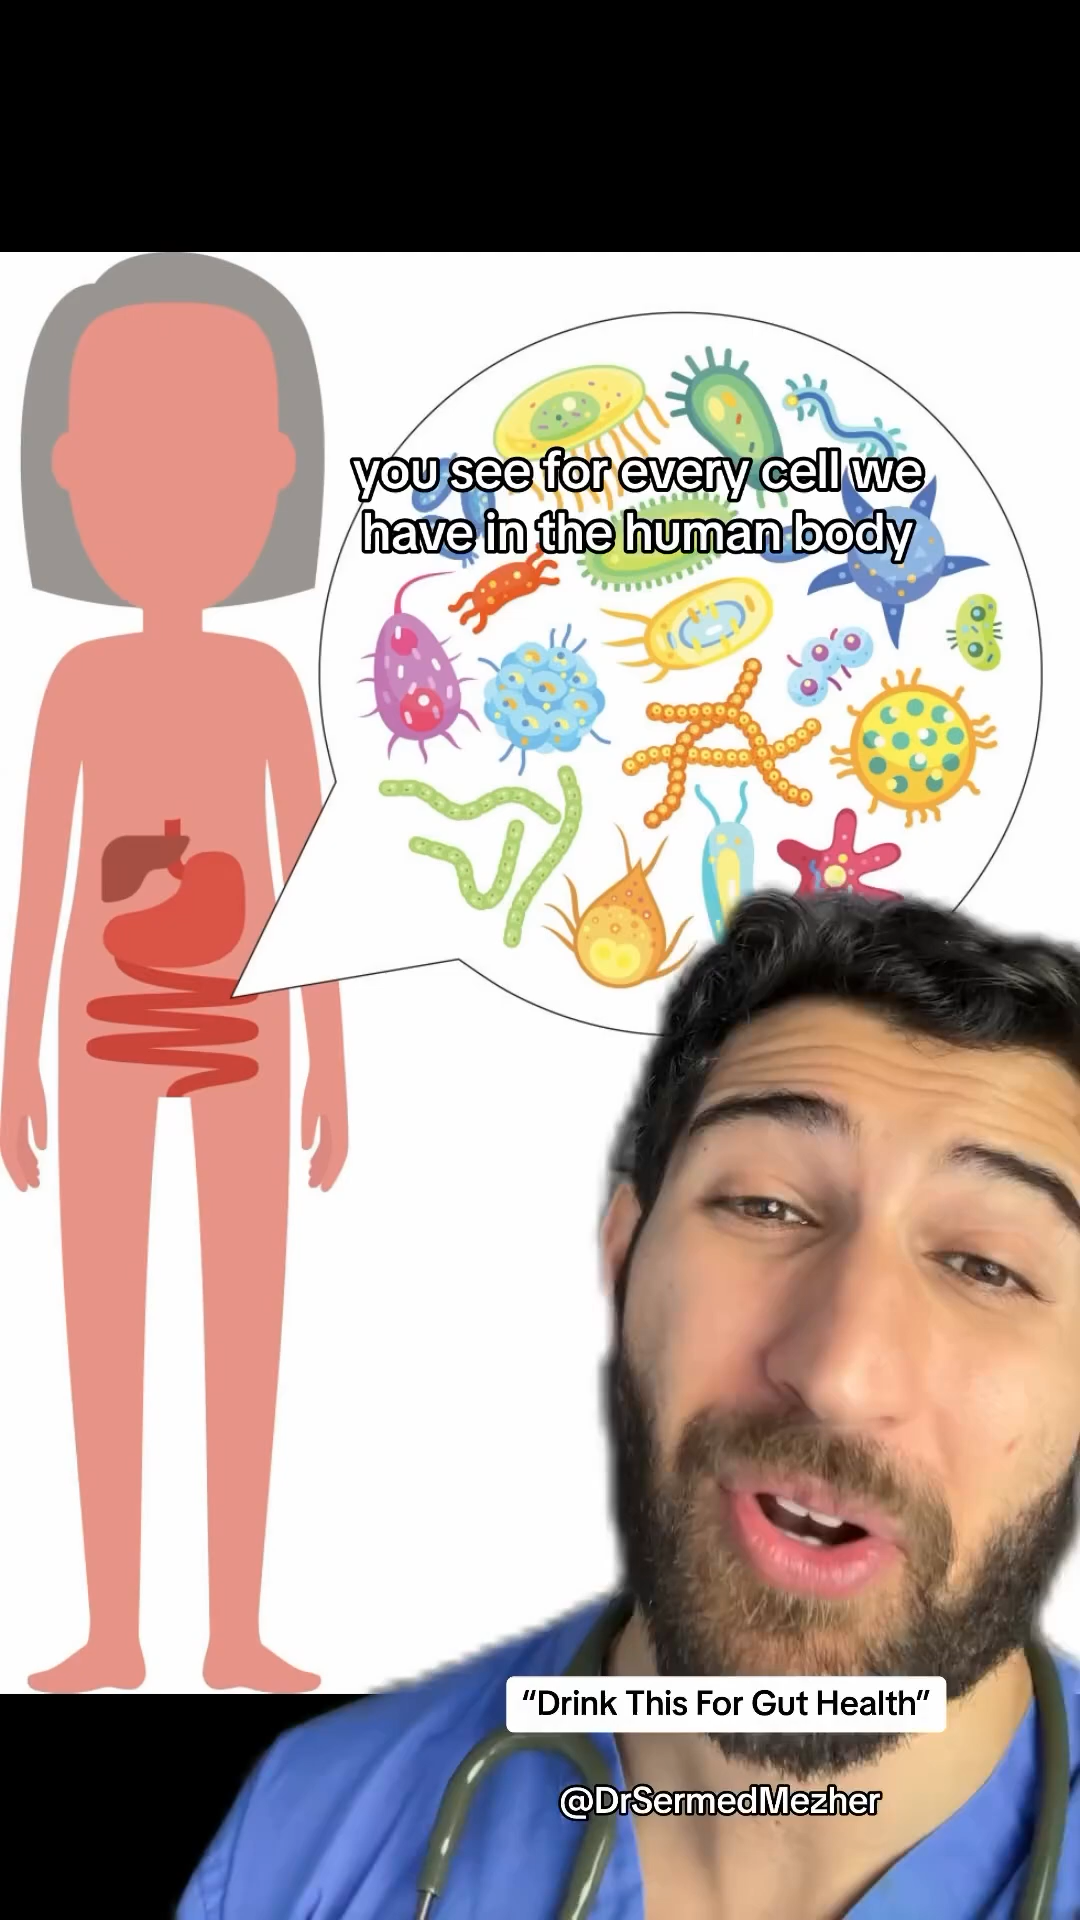 you see for every cell we
have in the human body
“Drink This For Gut Health”
@DrSermedMezher